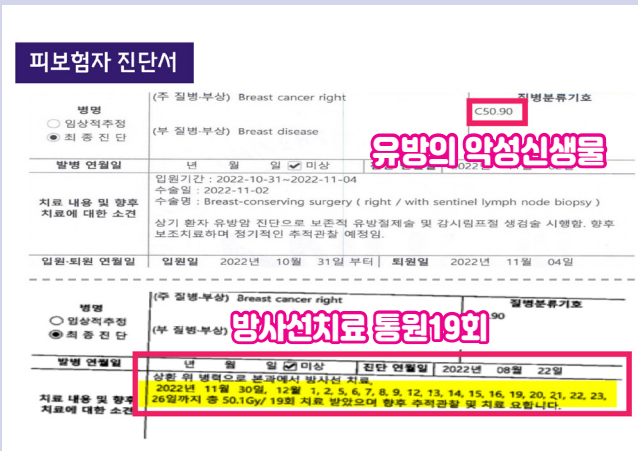 피보험자 진단서
병명
○ 임상적추정
◉ 최 종 진 단
(주 질병·부상) Breast cancer right
(부 질병·부상) Breast disease
질병분류기호
C50.90
유방의 악성신생물
발병 연월일
년 월 일 ☑ 미상
2022년
치료 내용 및 향후
치료에 대한 소견
입원기간 : 2022-10-31~2022-11-04
수술일 : 2022-11-02
수술명 : Breast-conserving surgery ( right / with sentinel lymph node biopsy )
상기 환자 유방암 진단으로 보존적 유방절제술 및 감시림프절 생검술 시행함. 향후
보조치료하며 정기적인 추적관찰 예정임.
입원·퇴원 연월일
입원일 2022년 10월 31일 부터
퇴원일 2022년 11월 04일
병명
○ 임상적추정
◉ 최 종 진 단
(주 질병·부상) Breast cancer right
(부 질병·부상)
질병분류기호
.90
방사선치료 통원19회
발병 연월일
년 월 일 ☑ 미상
진단 연월일 2022년 08월 22일
치료 내용 및 향후
치료에 대한 소견
상환 위 병력으로 본과에서 방사선 치료,
2022년 11월 30일, 12월 1, 2, 5, 6, 7, 8, 9, 12, 13, 14, 15, 16, 19, 20, 21, 22, 23,
26일까지 총 50.1Gy/ 19회 치료 받았으며 향후 추적관찰 및 치료 요합니다.